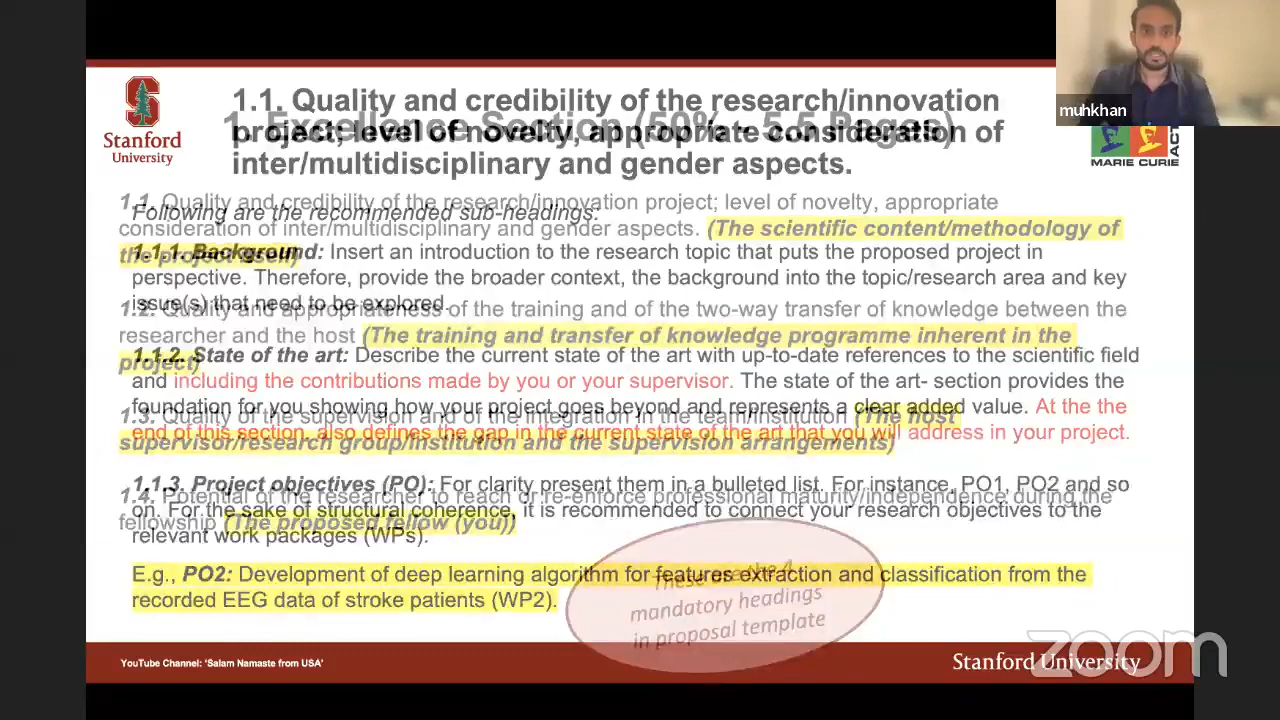 muhkhan
Stanford
University
MARIE CURIE
ACT
1.1. Quality and credibility of the research/innovation
project; level of novelty, appropriate consideration of
inter/multidisciplinary and gender aspects.
1. Excellence Section (50% - 5.5 Pages)
Following are the recommended sub-headings:
1.1.1. Background: Insert an introduction to the research topic that puts the proposed project in
perspective. Therefore, provide the broader context, the background into the topic/research area and key
issue(s) that need to be explored.
1.1.2. State of the art: Describe the current state of the art with up-to-date references to the scientific field
and including the contributions made by you or your supervisor. The state of the art- section provides the
foundation for you showing how your project goes beyond and represents a clear added value. At the the
end of this section, also defines the gap in the current state of the art that you will address in your project.
1.1.3. Project objectives (PO): For clarity present them in a bulleted list. For instance, PO1, PO2 and so
on. For the sake of structural coherence, it is recommended to connect your research objectives to the
relevant work packages (WPs).
E.g., PO2: Development of deep learning algorithm for features extraction and classification from the
recorded EEG data of stroke patients (WP2).
1.1. Quality and credibility of the research/innovation project; level of novelty, appropriate
consideration of inter/multidisciplinary and gender aspects. (The scientific content/methodology of
the project itself)
1.2. Quality and appropriateness of the training and of the two-way transfer of knowledge between the
researcher and the host (The training and transfer of knowledge programme inherent in the
project)
1.3. Quality of the supervision and of the integration in the team/institution (The host
supervisor/research group/institution and the supervision arrangements)
1.4. Potential of the researcher to reach or re-enforce professional maturity/independence during the
fellowship (The proposed fellow (you))
These are the 4
mandatory headings
in proposal template
YouTube Channel: 'Salam Namaste from USA'
Stanford University
zoom